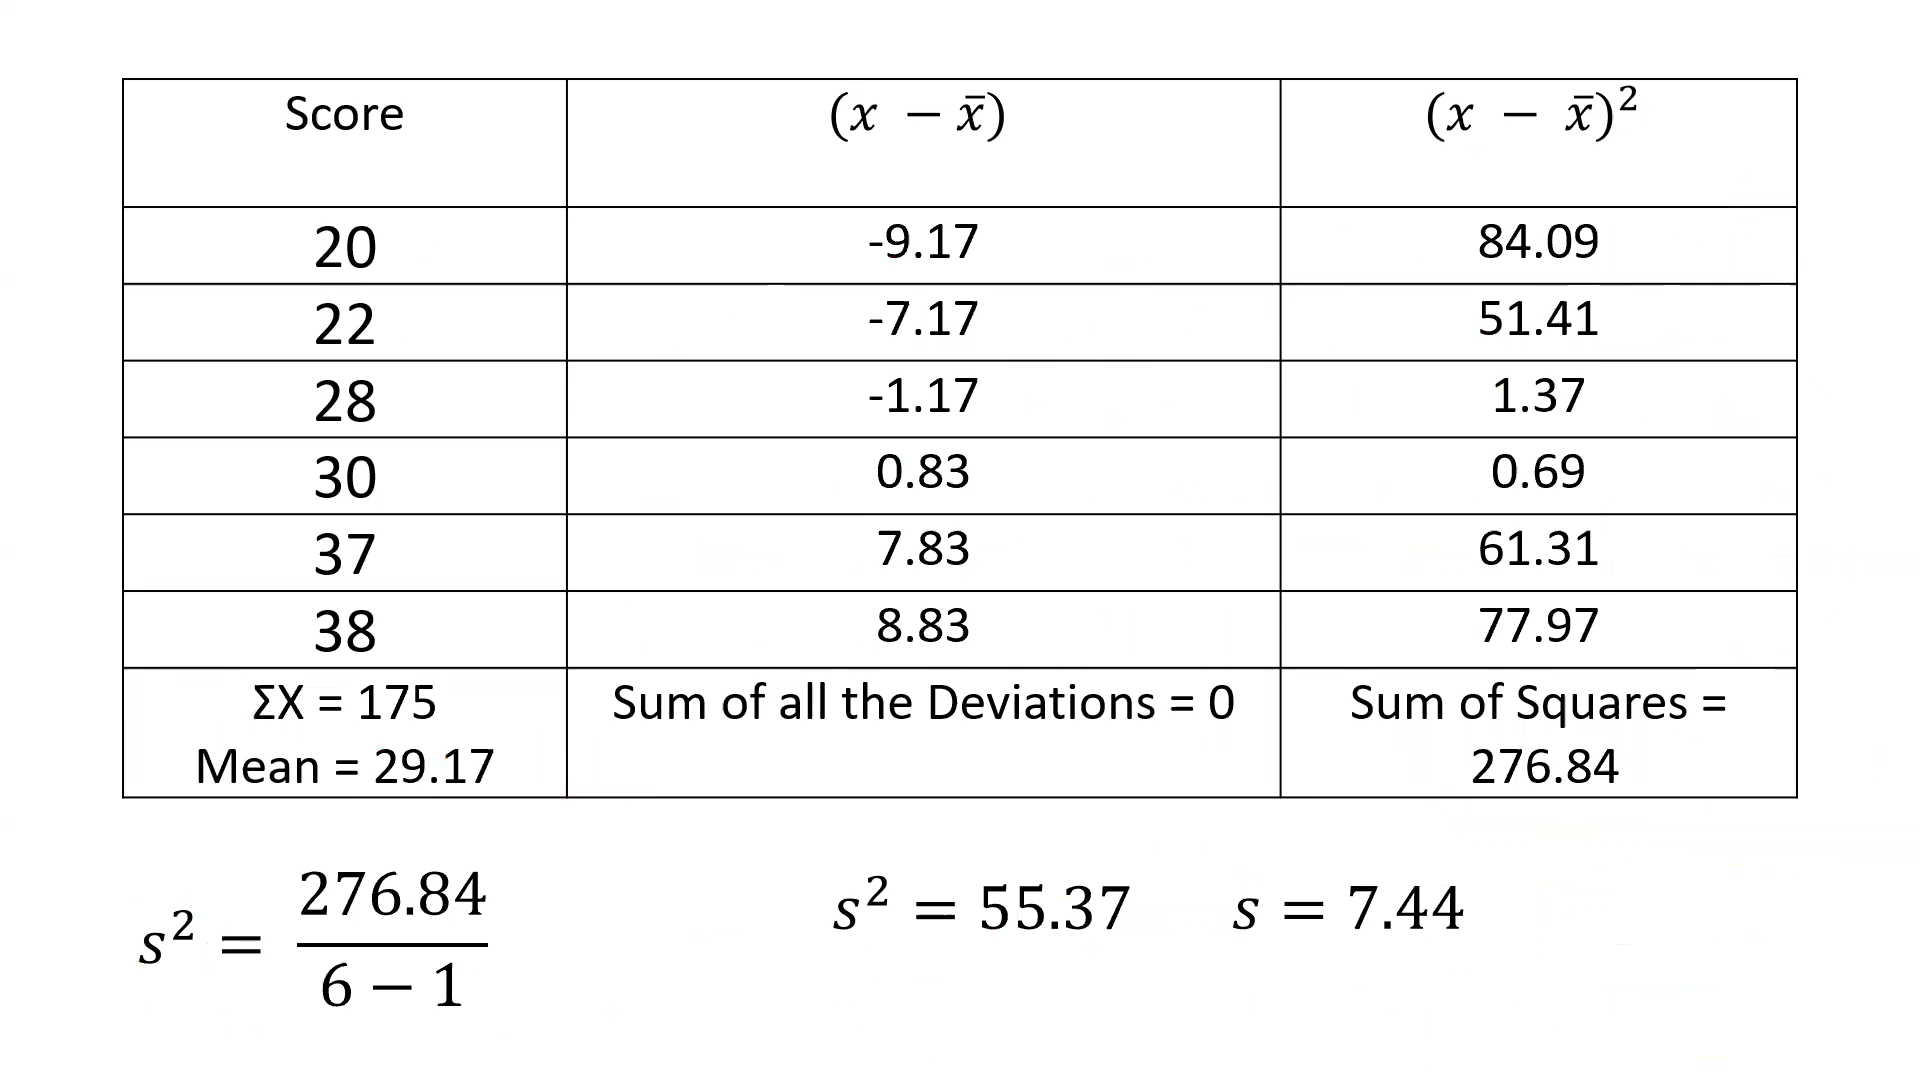 Score (x − x̄) (x − x̄)²
20 -9.17 84.09
22 -7.17 51.41
28 -1.17 1.37
30 0.83 0.69
37 7.83 61.31
38 8.83 77.97
ΣX = 175 Sum of all the Deviations = 0 Sum of Squares =
Mean = 29.17 276.84
s² = 276.84 / 6 − 1 s² = 55.37 s = 7.44